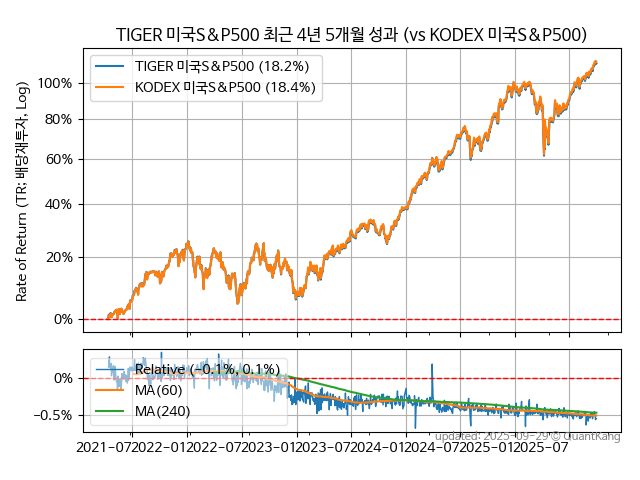 TIGER 미국S&P500 최근 4년 5개월 성과 (vs KODEX 미국S&P500)
TIGER 미국S&P500 (18.2%)
KODEX 미국S&P500 (18.4%)
Rate of Return (TR: 배당재투자, Log)
100%
80%
60%
40%
20%
0%
Relative (−0.1%, 0.1%)
MA(60)
MA(240)
0%
−0.5%
2021−07
2022−01
2022−07
2023−01
2023−07
2024−01
2024−07
2025−01
2025−07
updated: 2025-09-29 © QuantKang